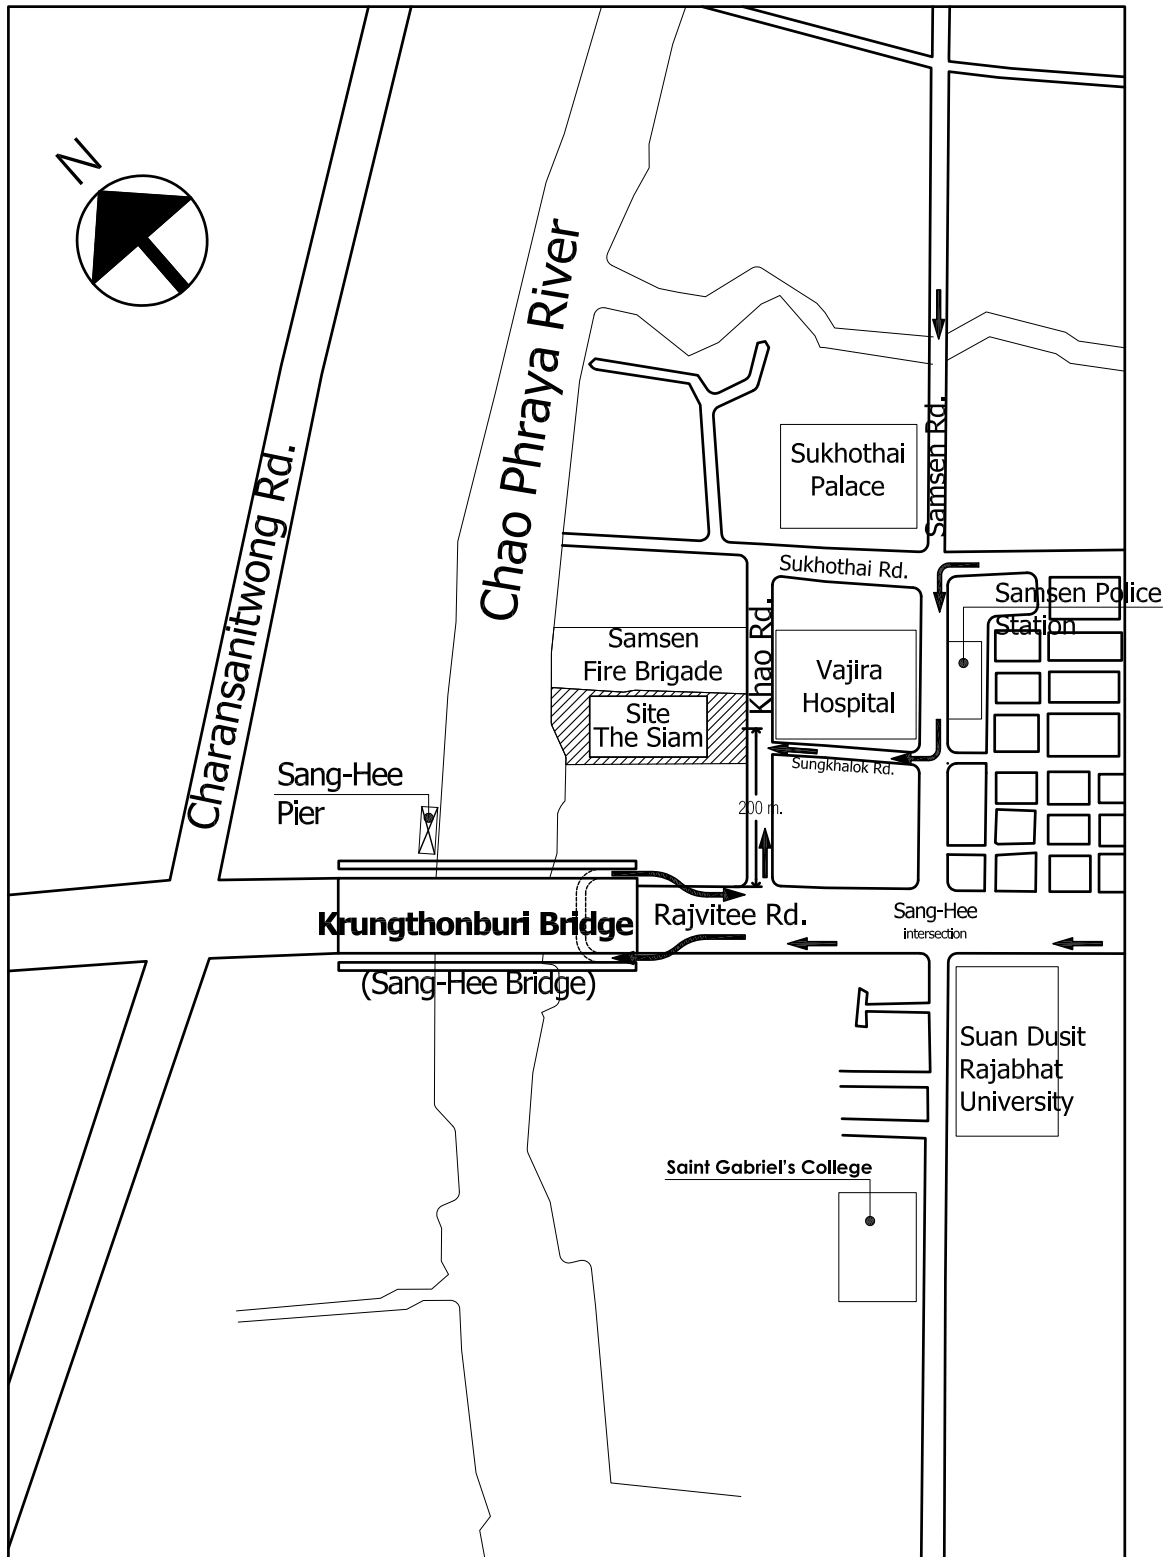 N
Chao Phraya River
Charansanitwong Rd.
Samsen Rd.
Sukhothai
Palace
Sukhothai Rd.
Samsen Police
Station
Khao Rd.
Samsen
Fire Brigade
Vajira
Hospital
Site
The Siam
Sungkhalok Rd.
Sang-Hee
Pier
200 m.
Krungthonburi Bridge
(Sang-Hee Bridge)
Rajvitee Rd.
Sang-Hee
intersection
Suan Dusit
Rajabhat
University
Saint Gabriel's College